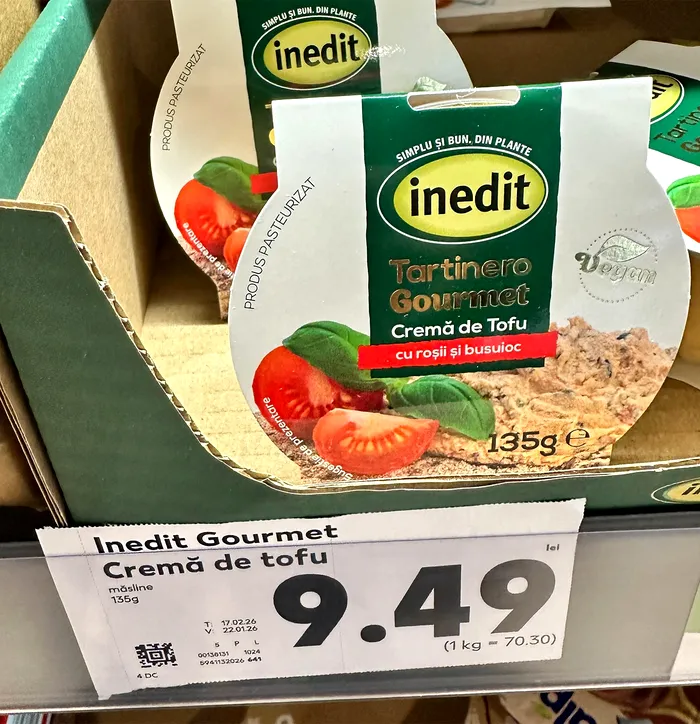 SIMPLU ȘI BUN. DIN PLANTE
inedit
PRODUS PASTEURIZAT
SIMPLU ȘI BUN. DIN PLANTE
inedit
PRODUS PASTEURIZAT
Tartinero
Gourmet
Cremă de Tofu
cu roșii și busuioc
Vegan
135g e
Sugestie de prezentare
Inedit Gourmet
Cremă de tofu
măsline
135g
9.49
lei
(1 kg = 70.30)
T: 17.02.26
V: 22.01.26
S P L
00138131 1024
5941132026 641
4 DC